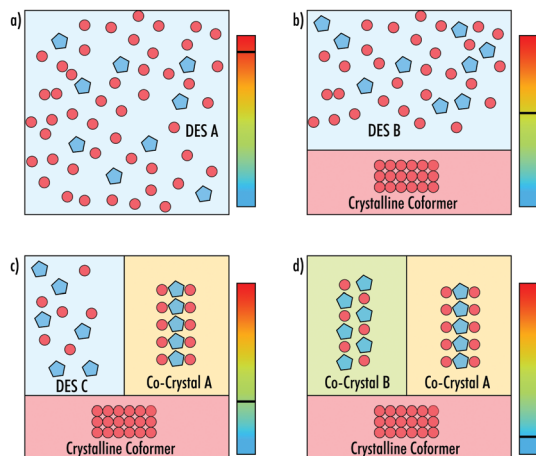 a)
DES A
b)
DES B
Crystalline Coformer
c)
DES C
Co-Crystal A
Crystalline Coformer
d)
Co-Crystal B
Co-Crystal A
Crystalline Coformer